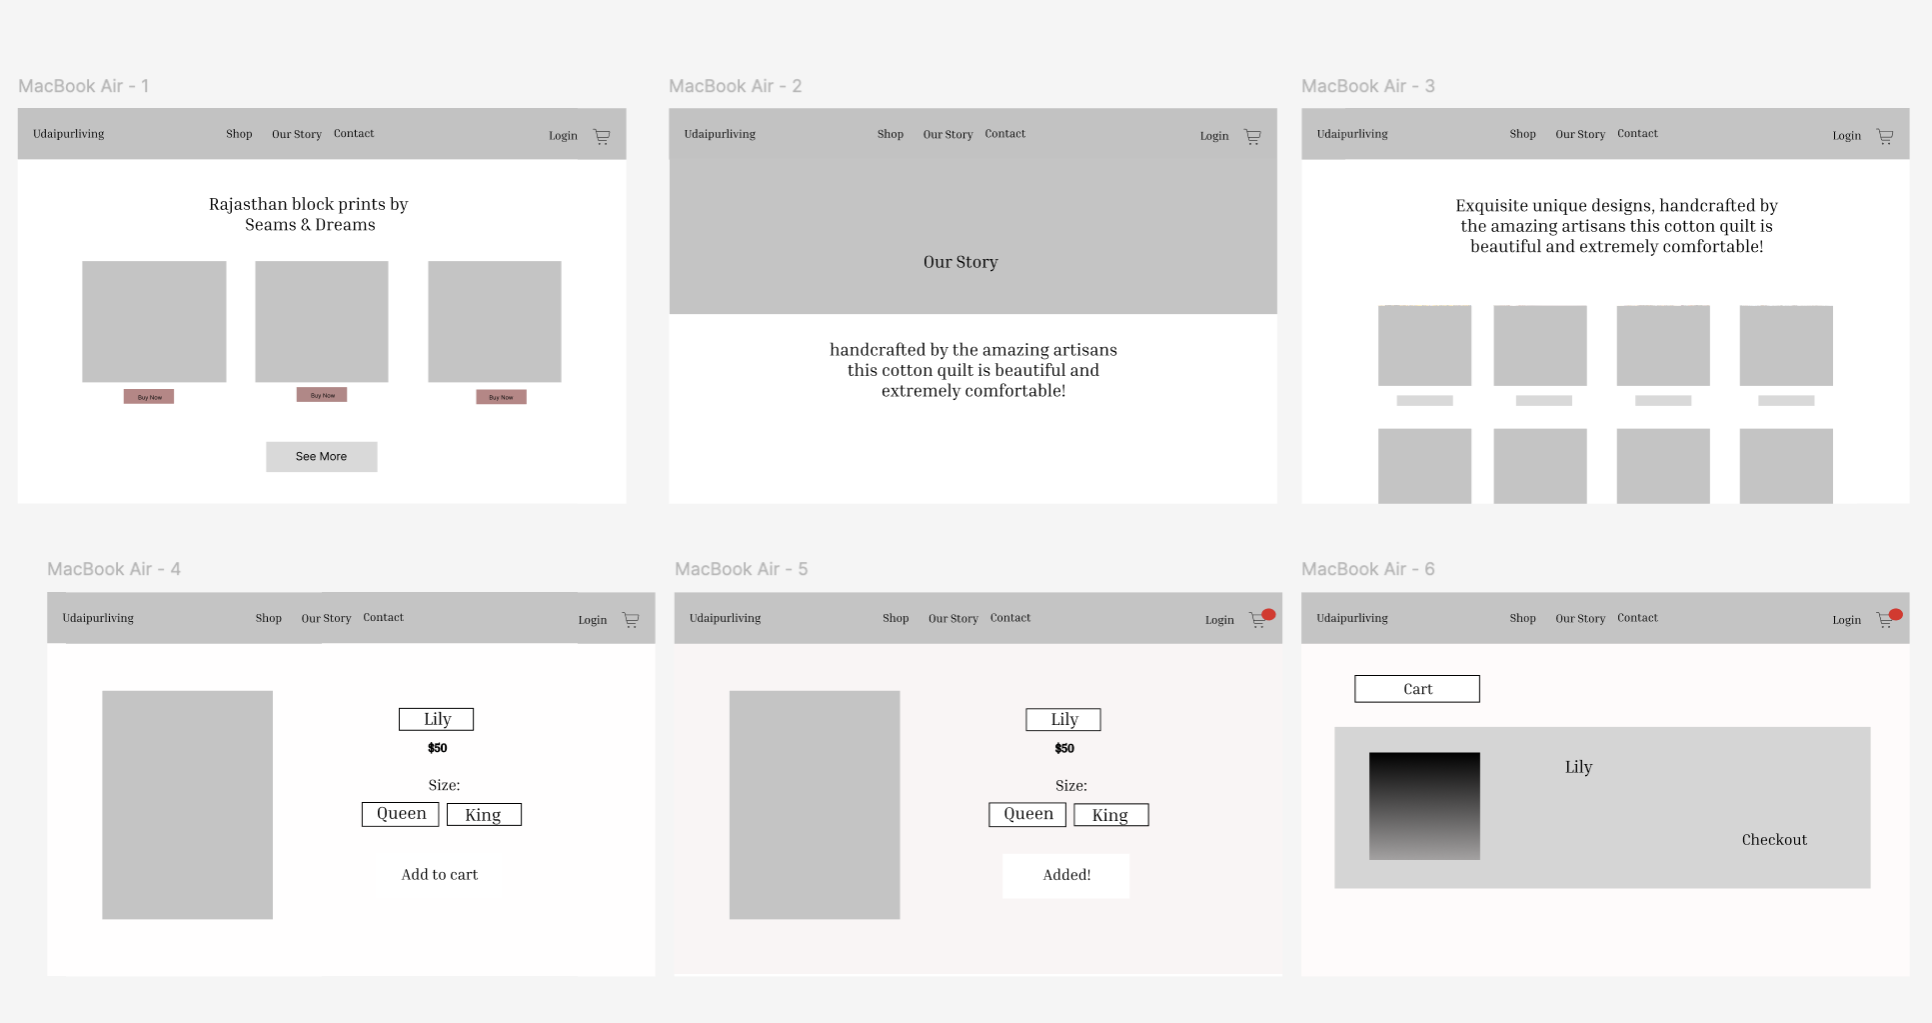 MacBook Air - 1
Udaipurliving Shop Our Story Contact Login
Rajasthan block prints by
Seams & Dreams
Buy Now Buy Now Buy Now
See More
MacBook Air - 2
Udaipurliving Shop Our Story Contact Login
Our Story
handcrafted by the amazing artisans
this cotton quilt is beautiful and
extremely comfortable!
MacBook Air - 3
Udaipurliving Shop Our Story Contact Login
Exquisite unique designs, handcrafted by
the amazing artisans this cotton quilt is
beautiful and extremely comfortable!
MacBook Air - 4
Udaipurliving Shop Our Story Contact Login
Lily
$50
Size:
Queen King
Add to cart
MacBook Air - 5
Udaipurliving Shop Our Story Contact Login
Lily
$50
Size:
Queen King
Added!
MacBook Air - 6
Udaipurliving Shop Our Story Contact Login
Cart
Lily
Checkout